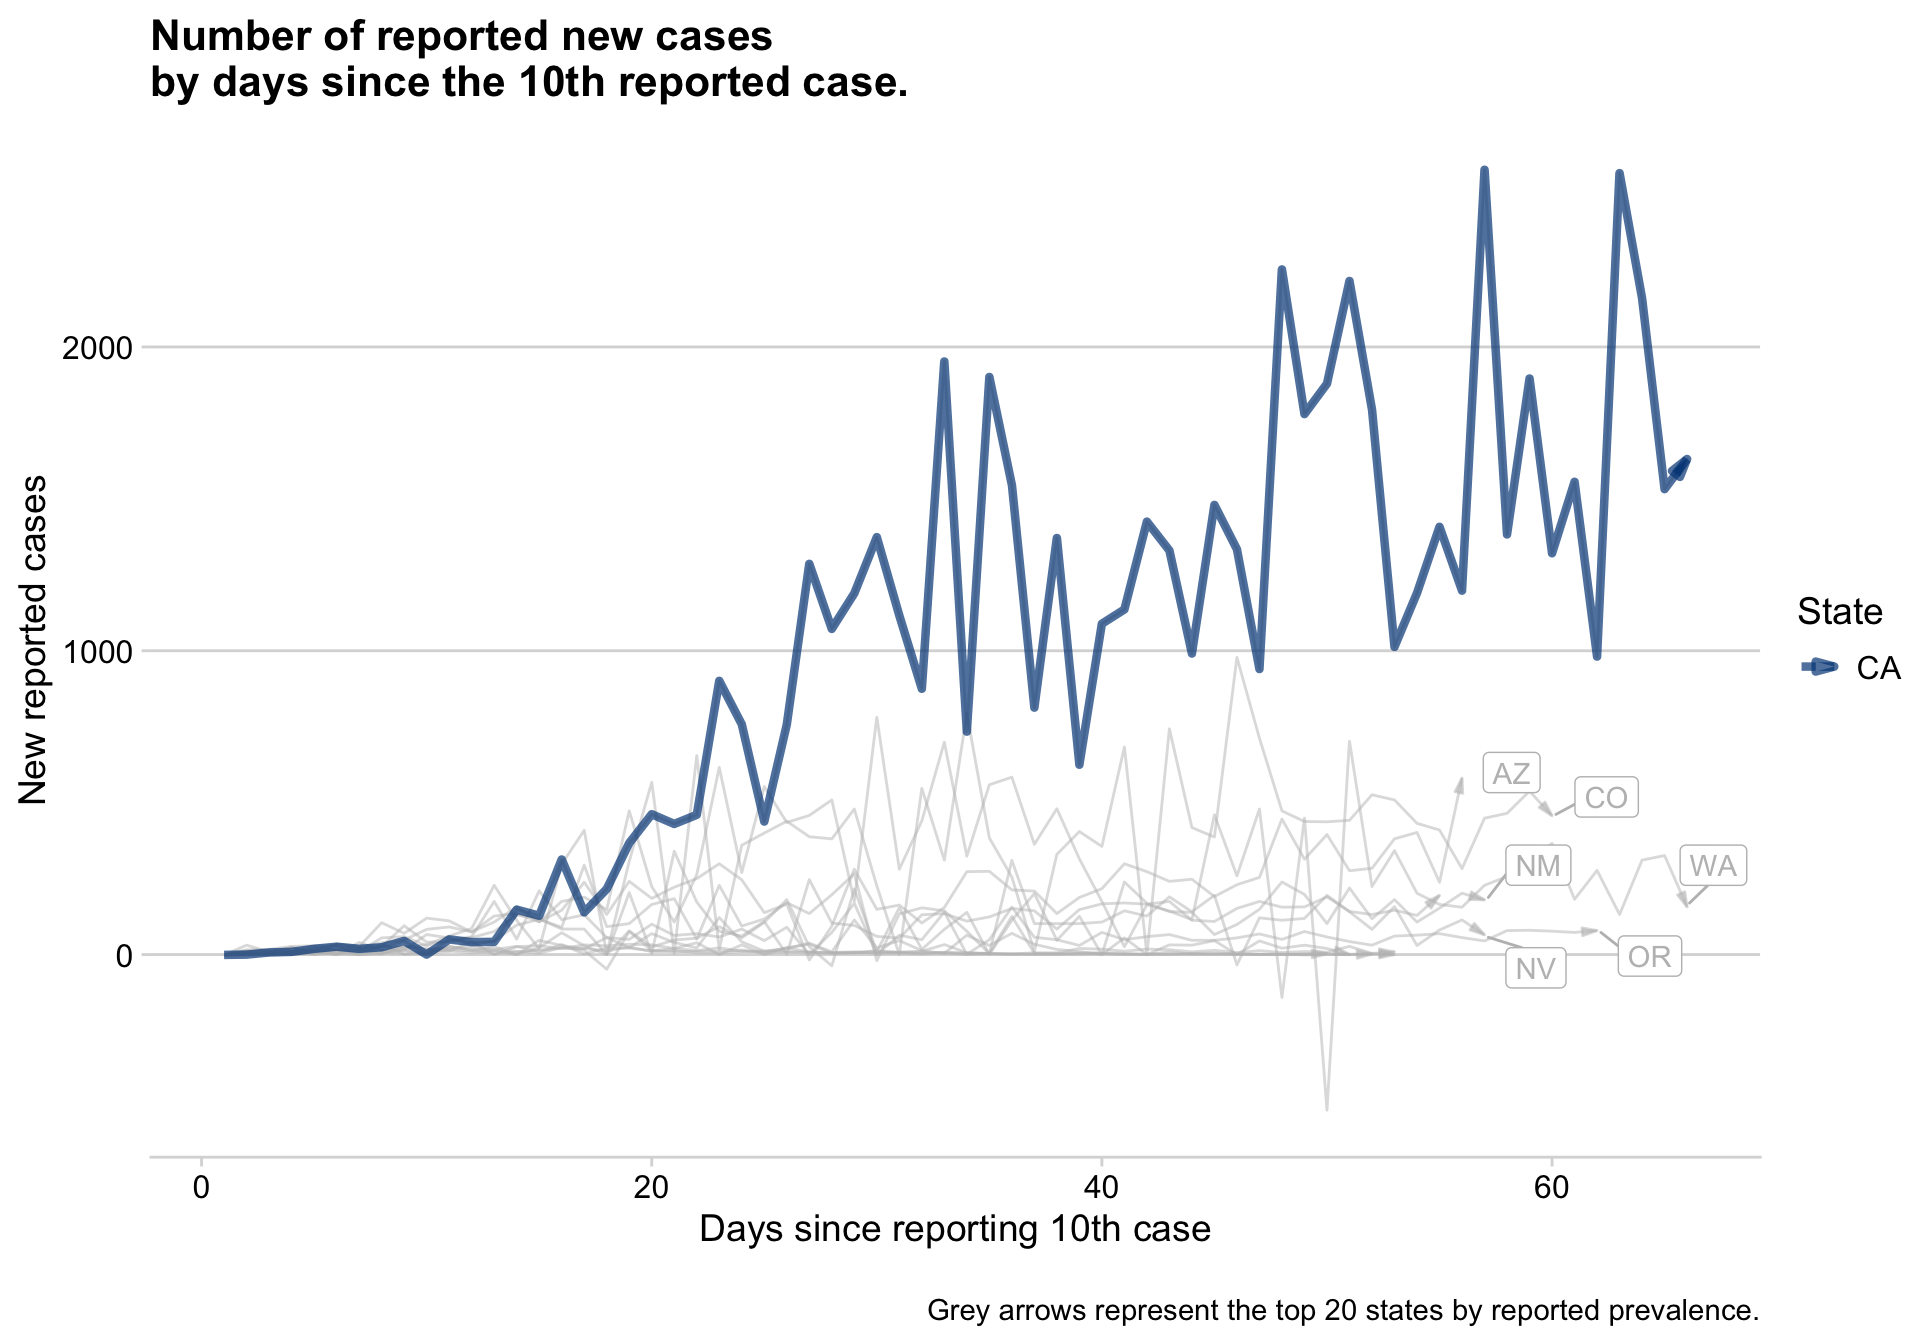 Number of reported new cases
by days since the 10th reported case.
New reported cases
2000
1000
0
AZ
CO
NM
WA
NV
OR
State
CA
0
20
40
60
Days since reporting 10th case
Grey arrows represent the top 20 states by reported prevalence.